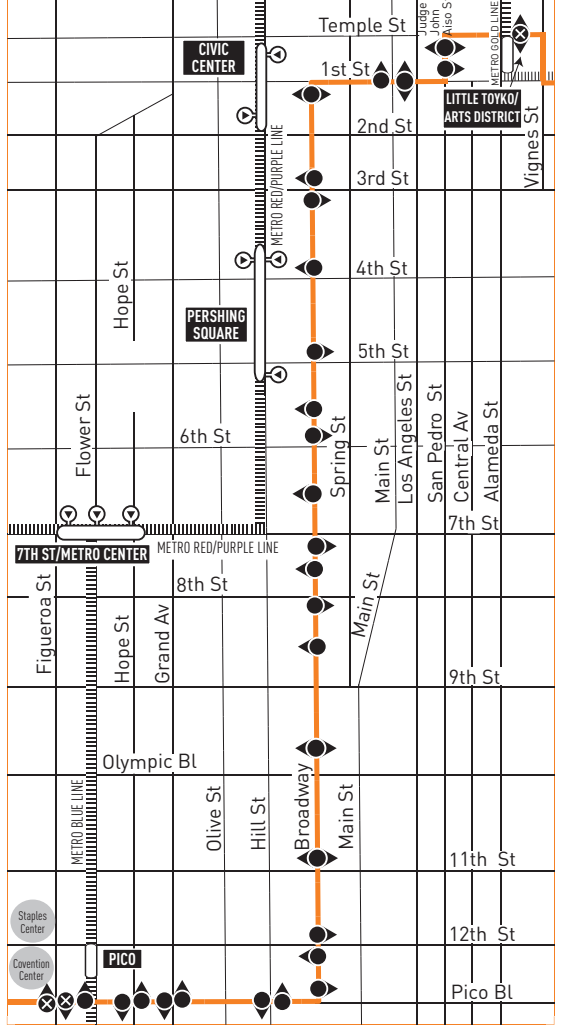 Temple St
Judge
John
Aiso S
METRO GOLD LINE
CIVIC
CENTER
1st St
LITTLE TOYKO/
ARTS DISTRICT
2nd St
Vignes St
METRO RED/PURPLE LINE
3rd St
4th St
Hope St
PERSHING
SQUARE
5th St
Flower St
6th St
Spring St
Main St
Los Angeles St
San Pedro St
Central Av
Alameda St
7th St
7TH ST/METRO CENTER
METRO RED/PURPLE LINE
8th St
Figueroa St
Hope St
Grand Av
Main St
9th St
Olympic Bl
METRO BLUE LINE
Olive St
Hill St
Broadway
Main St
11th St
Staples
Center
12th St
Covention
Center
PICO
Pico Bl